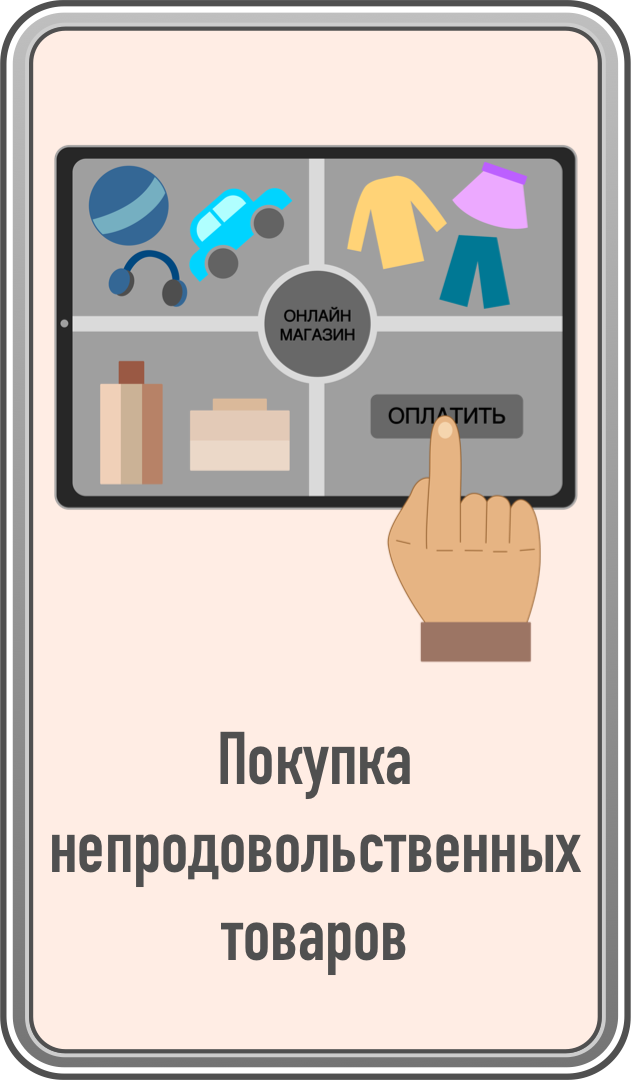 ОНЛАЙН
МАГАЗИН
ОПЛАТИТЬ
Покупка
непродовольственных
товаров